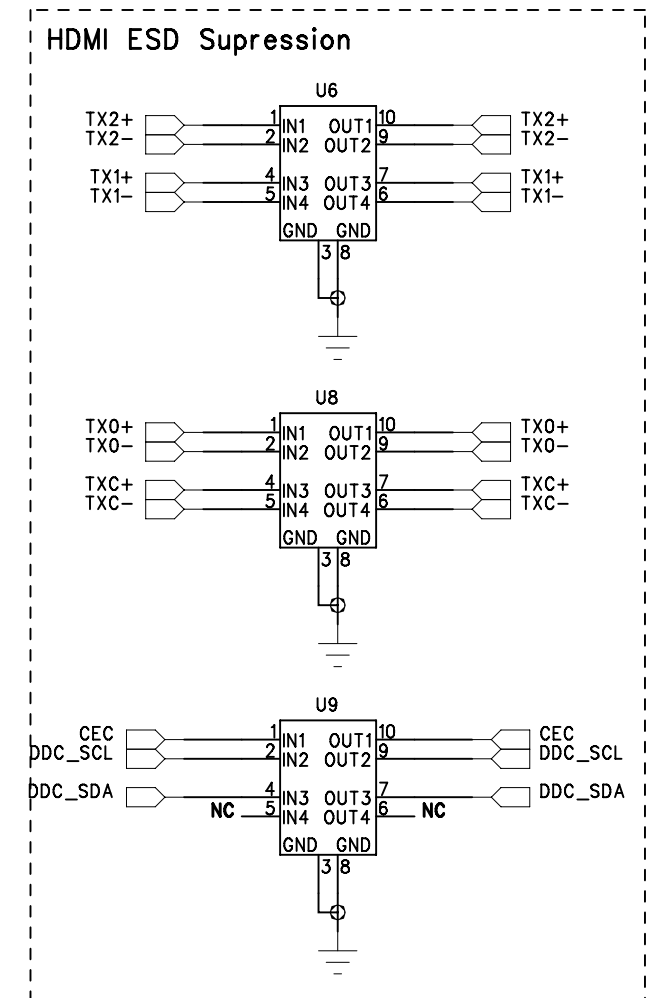 HDMI ESD Supression
U6
TX2+ 1 IN1 OUT1 10 TX2+
TX2- 2 IN2 OUT2 9 TX2-
TX1+ 4 IN3 OUT3 7 TX1+
TX1- 5 IN4 OUT4 6 TX1-
GND GND
3 8
U8
TX0+ 1 IN1 OUT1 10 TX0+
TX0- 2 IN2 OUT2 9 TX0-
TXC+ 4 IN3 OUT3 7 TXC+
TXC- 5 IN4 OUT4 6 TXC-
GND GND
3 8
U9
CEC 1 IN1 OUT1 10 CEC
DDC_SCL 2 IN2 OUT2 9 DDC_SCL
DDC_SDA 4 IN3 OUT3 7 DDC_SDA
NC 5 IN4 OUT4 6 NC
GND GND
3 8